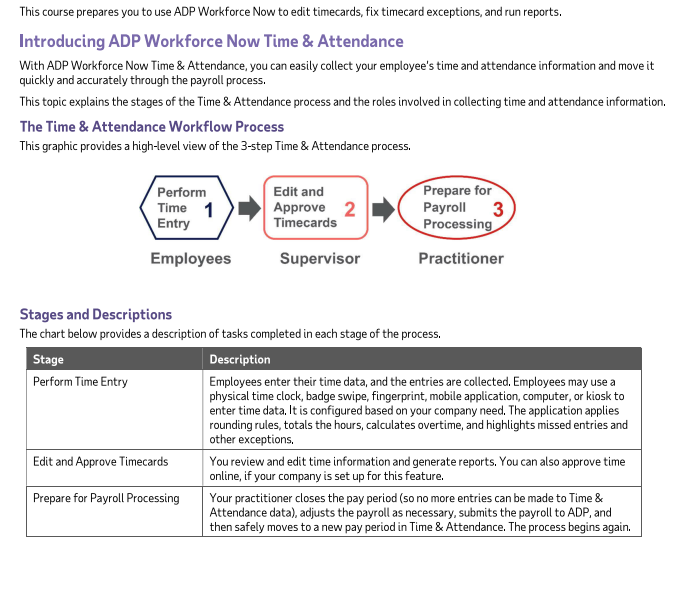 This course prepares you to use ADP Workforce Now to edit timecards, fix timecard exceptions, and run reports.
Introducing ADP Workforce Now Time & Attendance
With ADP Workforce Now Time & Attendance, you can easily collect your employee's time and attendance information and move it
quickly and accurately through the payroll process.
This topic explains the stages of the Time & Attendance process and the roles involved in collecting time and attendance information.
The Time & Attendance Workflow Process
This graphic provides a high-level view of the 3-step Time & Attendance process.
Perform
Time 1
Entry
Employees
Edit and
Approve 2
Timecards
Supervisor
Prepare for
Payroll 3
Processing
Practitioner
Stages and Descriptions
The chart below provides a description of tasks completed in each stage of the process.
Stage Description
Perform Time Entry Employees enter their time data, and the entries are collected. Employees may use a
physical time clock, badge swipe, fingerprint, mobile application, computer, or kiosk to
enter time data. It is configured based on your company need. The application applies
rounding rules, totals the hours, calculates overtime, and highlights missed entries and
other exceptions.
Edit and Approve Timecards You review and edit time information and generate reports. You can also approve time
online, if your company is set up for this feature.
Prepare for Payroll Processing Your practitioner closes the pay period (so no more entries can be made to Time &
Attendance data), adjusts the payroll as necessary, submits the payroll to ADP, and
then safely moves to a new pay period in Time & Attendance. The process begins again.